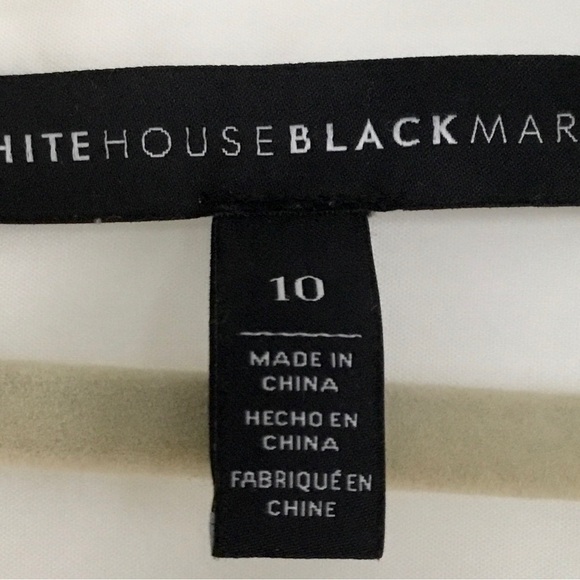 HITEHOUSEBLACKMAR
10
MADE IN
CHINA
HECHO EN
CHINA
FABRIQUÉ EN
CHINE